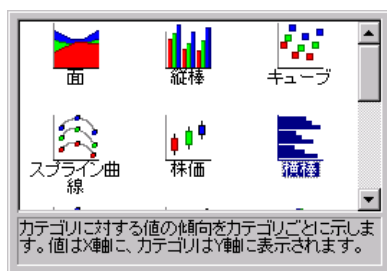 面
縦棒
キューブ
スプライン曲
線
株価
横棒
カテゴリに対する値の傾向をカテゴリごとに示しま
す。値はX軸に、カテゴリはY軸に表示されます。